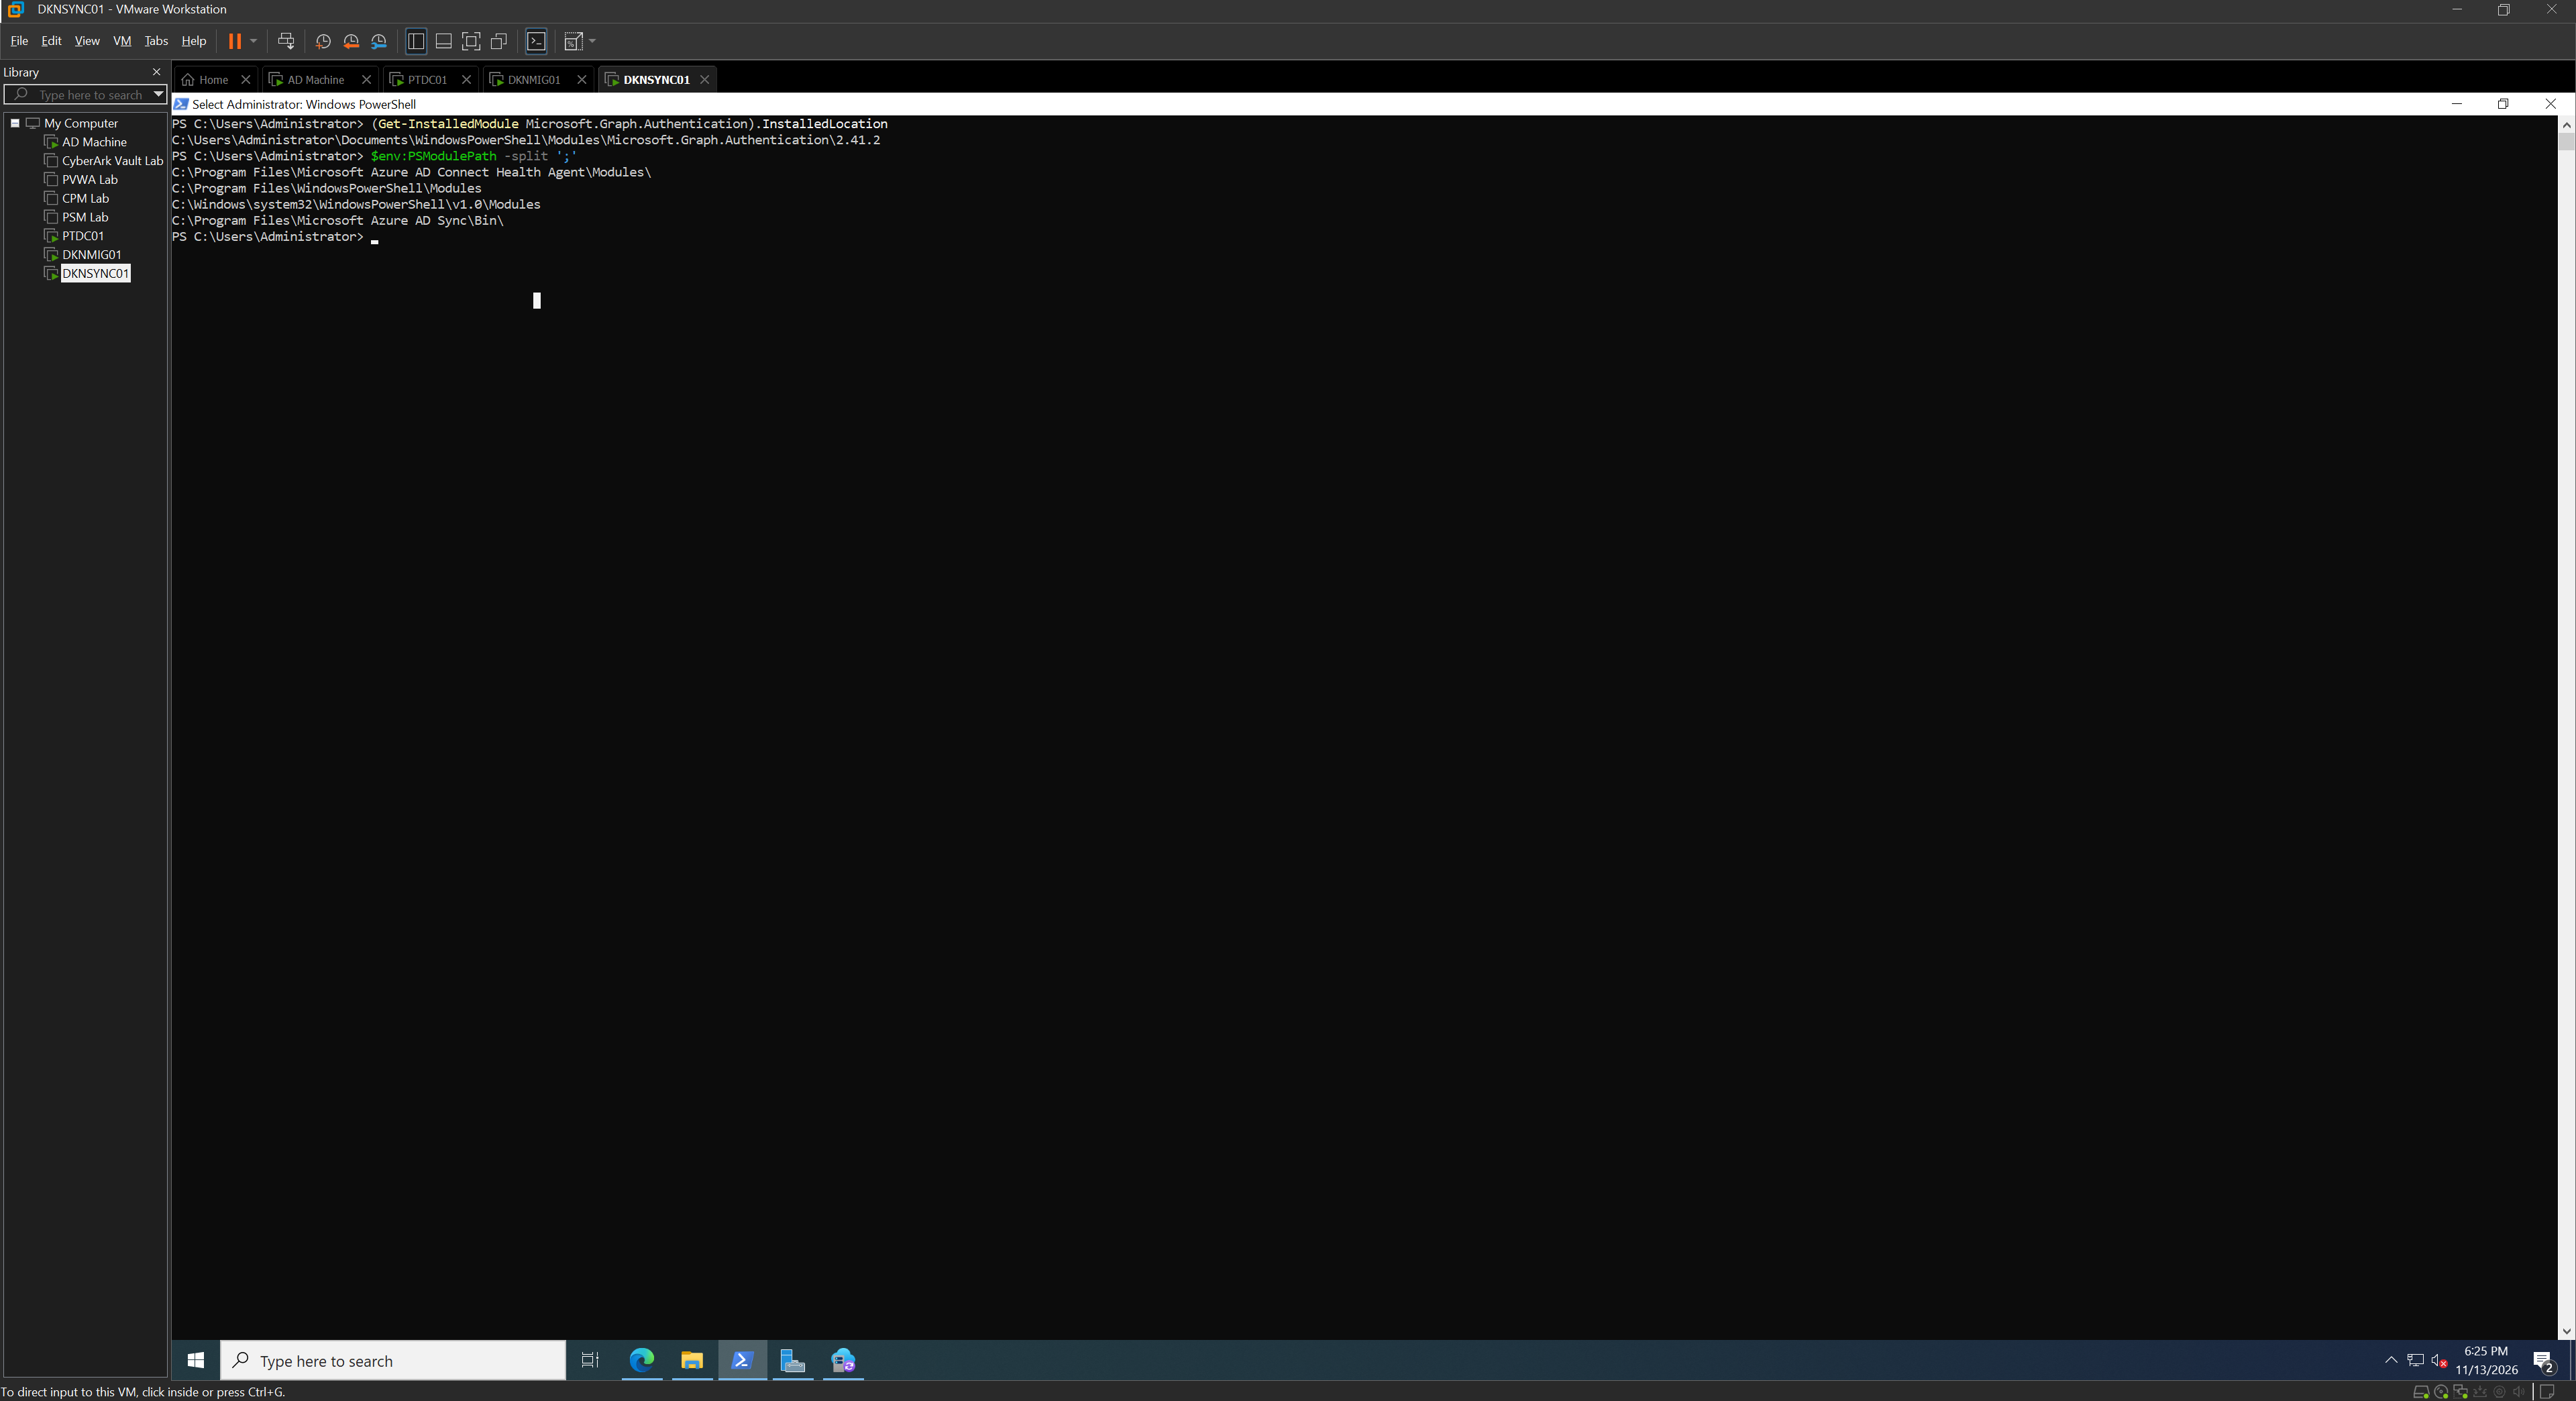 DKNSYNC01 - VMware Workstation
File Edit View VM Tabs Help
Library
Type here to search
My Computer
AD Machine
CyberArk Vault Lab
PVWA Lab
CPM Lab
PSM Lab
PTDC01
DKNMIG01
DKNSYNC01
Home AD Machine PTDC01 DKNMIG01 DKNSYNC01
Select Administrator: Windows PowerShell
PS C:\Users\Administrator> (Get-InstalledModule Microsoft.Graph.Authentication).InstalledLocation
C:\Users\Administrator\Documents\WindowsPowerShell\Modules\Microsoft.Graph.Authentication\2.41.2
PS C:\Users\Administrator> $env:PSModulePath -split ';'
C:\Program Files\Microsoft Azure AD Connect Health Agent\Modules\
C:\Program Files\WindowsPowerShell\Modules
C:\Windows\system32\WindowsPowerShell\v1.0\Modules
C:\Program Files\Microsoft Azure AD Sync\Bin\
PS C:\Users\Administrator>
Type here to search
6:25 PM
11/13/2026
2
To direct input to this VM, click inside or press Ctrl+G.